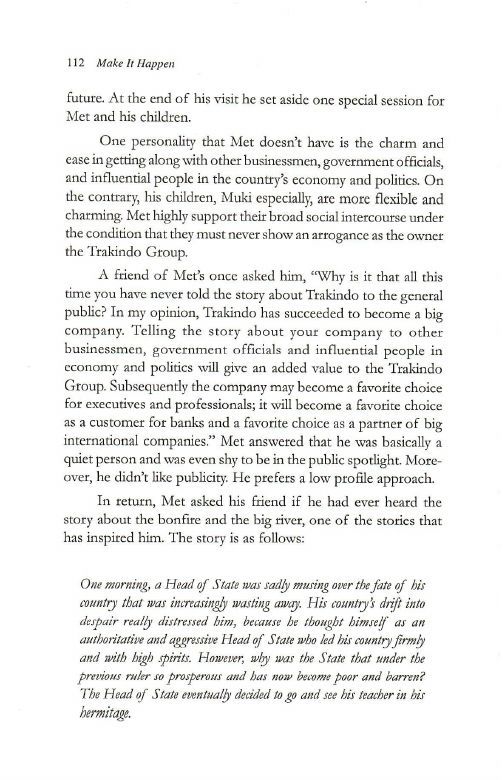 112 Make It Happen
future. At the end of his visit he set aside one special session for
Met and his children.
One personality that Met doesn't have is the charm and
ease in getting along with other businessmen, government officials,
and influential people in the country's economy and politics. On
the contrary, his children, Muki especially, are more flexible and
charming. Met highly support their broad social intercourse under
the condition that they must never show an arrogance as the owner
the Trakindo Group.
A friend of Met's once asked him, "Why is it that all this
time you have never told the story about Trakindo to the general
public? In my opinion, Trakindo has succeeded to become a big
company. Telling the story about your company to other
businessmen, government officials and influential people in
economy and politics will give an added value to the Trakindo
Group. Subsequently the company may become a favorite choice
for executives and professionals; it will become a favorite choice
as a customer for banks and a favorite choice as a partner of big
international companies." Met answered that he was basically a
quiet person and was even shy to be in the public spotlight. More-
over, he didn't like publicity. He prefers a low profile approach.
In return, Met asked his friend if he had ever heard the
story about the bonfire and the big river, one of the stories that
has inspired him. The story is as follows:
One morning, a Head of State was sadly musing over the fate of his
country that was increasingly wasting away. His country's drift into
despair really distressed him, because he thought himself as an
authoritative and aggressive Head of State who led his country firmly
and with high spirits. However, why was the State that under the
previous ruler so prosperous and has now become poor and barren?
The Head of State eventually decided to go and see his teacher in his
hermitage.